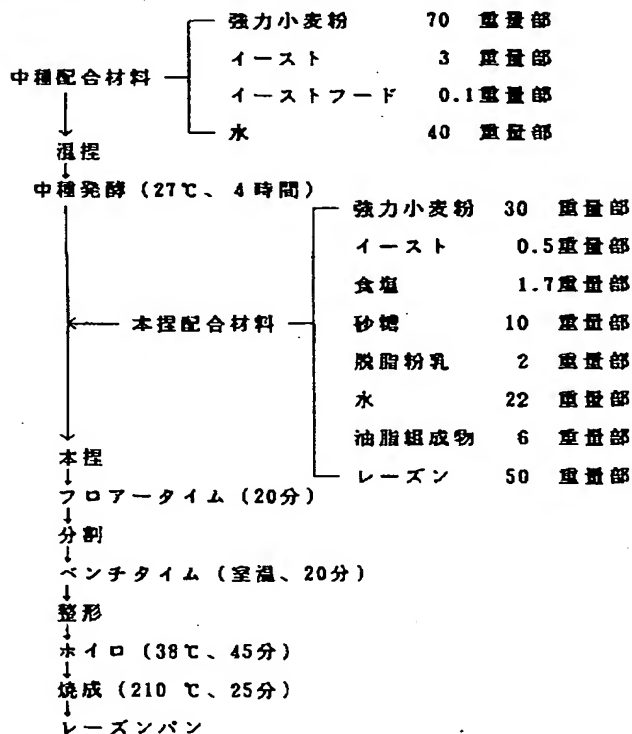 強力小麦粉 70 重量部
イースト 3 重量部
中種配合材料
イーストフード 0.1重量部
水 40 重量部
混捏
中種発酵 (27℃、4時間)
強力小麦粉 30 重量部
イースト 0.5重量部
食塩 1.7重量部
本捏配合材料 砂糖 10 重量部
脱脂粉乳 2 重量部
水 22 重量部
油脂組成物 6 重量部
本捏
レーズン 50 重量部
フロアータイム (20分)
分割
ベンチタイム (室温、20分)
整形
ホイロ (38℃、45分)
焼成 (210 ℃、25分)
レーズンパン